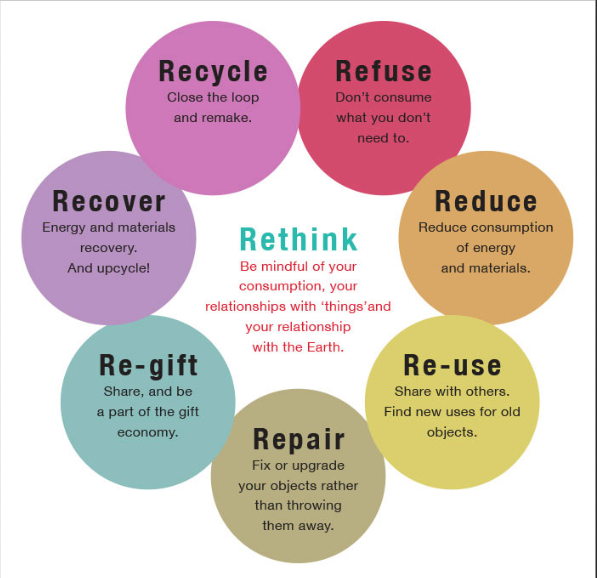 Recycle
Close the loop
and remake.
Refuse
Don't consume
what you don't
need to.
Recover
Energy and materials
recovery.
And upcycle!
Rethink
Be mindful of your
consumption, your
relationships with ‘things’and
your relationship
with the Earth.
Reduce
Reduce consumption
of energy
and materials.
Re-gift
Share, and be
a part of the gift
economy.
Repair
Fix or upgrade
your objects rather
than throwing
them away.
Re-use
Share with others.
Find new uses for old
objects.